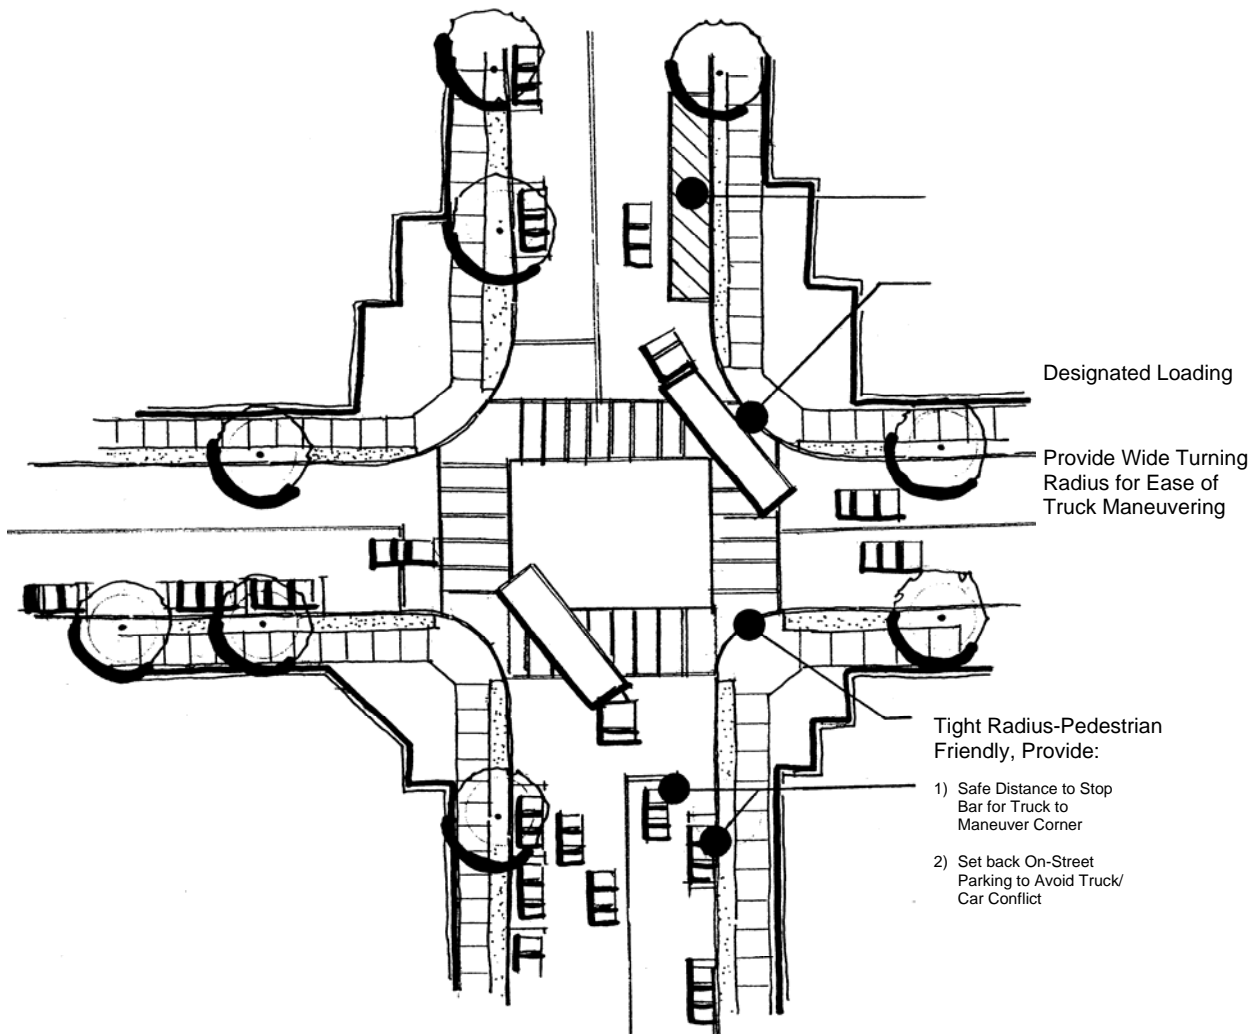 Designated Loading
Provide Wide Turning
Radius for Ease of
Truck Maneuvering
Tight Radius-Pedestrian
Friendly, Provide:
1) Safe Distance to Stop
Bar for Truck to
Maneuver Corner
2) Set back On-Street
Parking to Avoid Truck/
Car Conflict